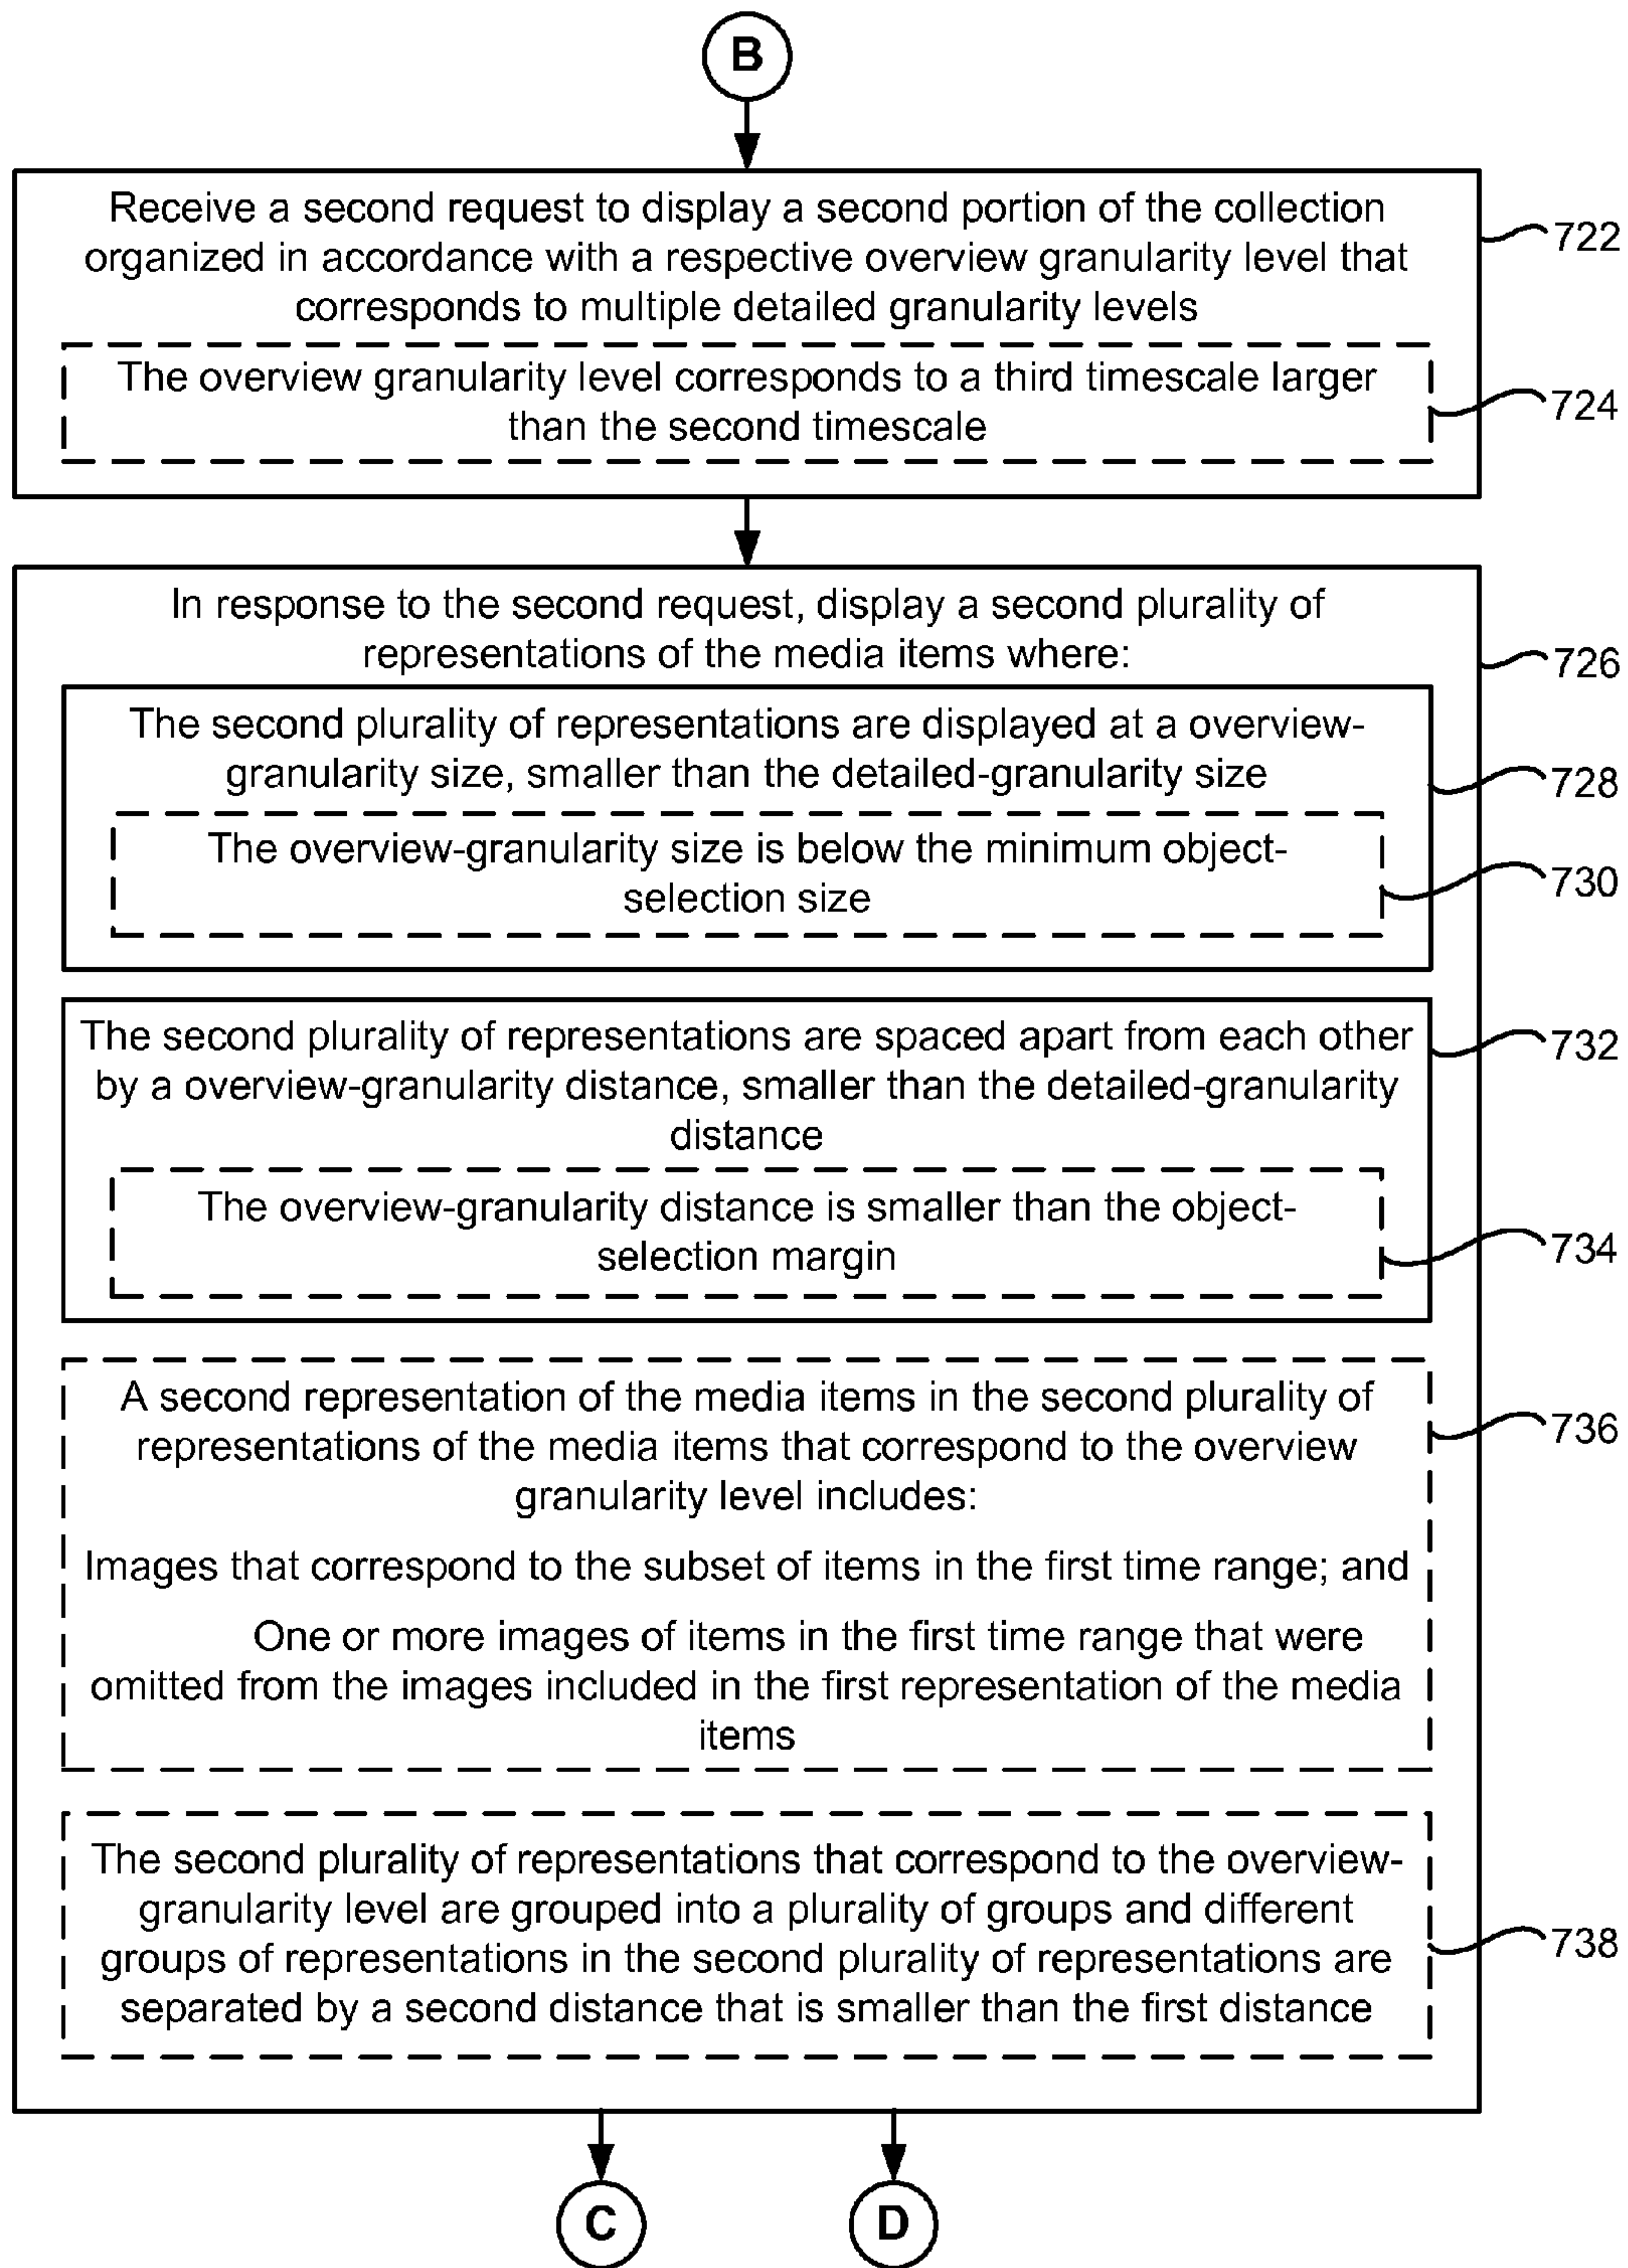 B
Receive a second request to display a second portion of the collection
organized in accordance with a respective overview granularity level that
corresponds to multiple detailed granularity levels
722
The overview granularity level corresponds to a third timescale larger
than the second timescale
724
In response to the second request, display a second plurality of
representations of the media items where:
726
The second plurality of representations are displayed at a overview-
granularity size, smaller than the detailed-granularity size
728
The overview-granularity size is below the minimum object-
selection size
730
The second plurality of representations are spaced apart from each other
by a overview-granularity distance, smaller than the detailed-granularity
distance
732
The overview-granularity distance is smaller than the object-
selection margin
734
A second representation of the media items in the second plurality of
representations of the media items that correspond to the overview
granularity level includes:
736
Images that correspond to the subset of items in the first time range; and
One or more images of items in the first time range that were
omitted from the images included in the first representation of the media
items
The second plurality of representations that correspond to the overview-
granularity level are grouped into a plurality of groups and different
groups of representations in the second plurality of representations are
separated by a second distance that is smaller than the first distance
738
C
D